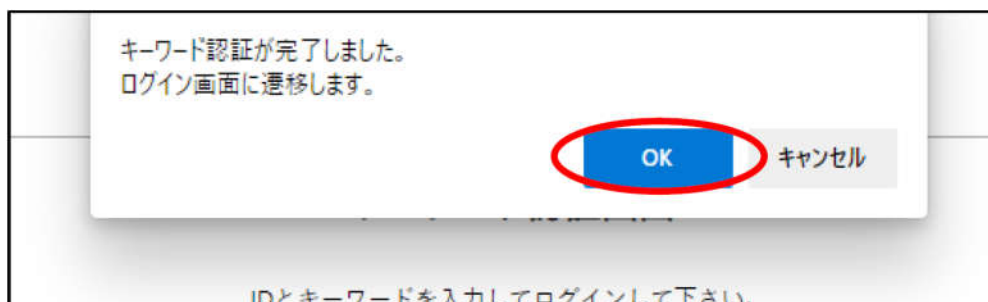 キーワード認証が完了しました。
ログイン画面に遷移します。
OK
キャンセル
IDとキーワードを入力してログインして下さい。